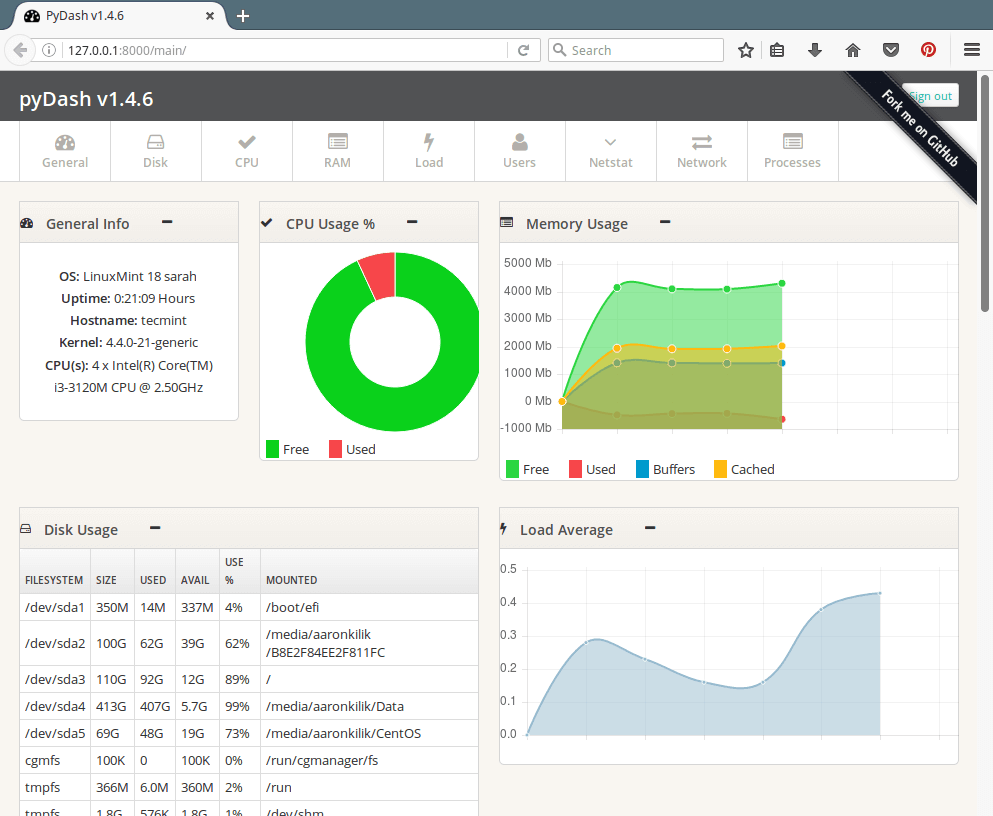 PyDash v1.4.6
127.0.0.1:8000/main/
Search
pyDash v1.4.6
Sign out
Fork me on GitHub
General
Disk
CPU
RAM
Load
Users
Netstat
Network
Processes
General Info
OS: LinuxMint 18 sarah
Uptime: 0:21:09 Hours
Hostname: tecmint
Kernel: 4.4.0-21-generic
CPU(s): 4 x Intel(R) Core(TM)
i3-3120M CPU @ 2.50GHz
CPU Usage %
Free Used
Memory Usage
5000 Mb
4000 Mb
3000 Mb
2000 Mb
1000 Mb
0 Mb
-1000 Mb
Free Used Buffers Cached
Disk Usage
FILESYSTEM SIZE USED AVAIL USE % MOUNTED
/dev/sda1 350M 14M 337M 4% /boot/efi
/dev/sda2 100G 62G 39G 62% /media/aaronkilik
/B8E2F84EE2F811FC
/dev/sda3 110G 92G 12G 89% /
/dev/sda4 413G 407G 5.7G 99% /media/aaronkilik/Data
/dev/sda5 69G 48G 19G 73% /media/aaronkilik/CentOS
cgmfs 100K 0 100K 0% /run/cgmanager/fs
tmpfs 366M 6.0M 360M 2% /run
tmpfs 1.8G 576K 1.8G 1% /dev/shm
Load Average
0.5
0.4
0.3
0.2
0.1
0.0